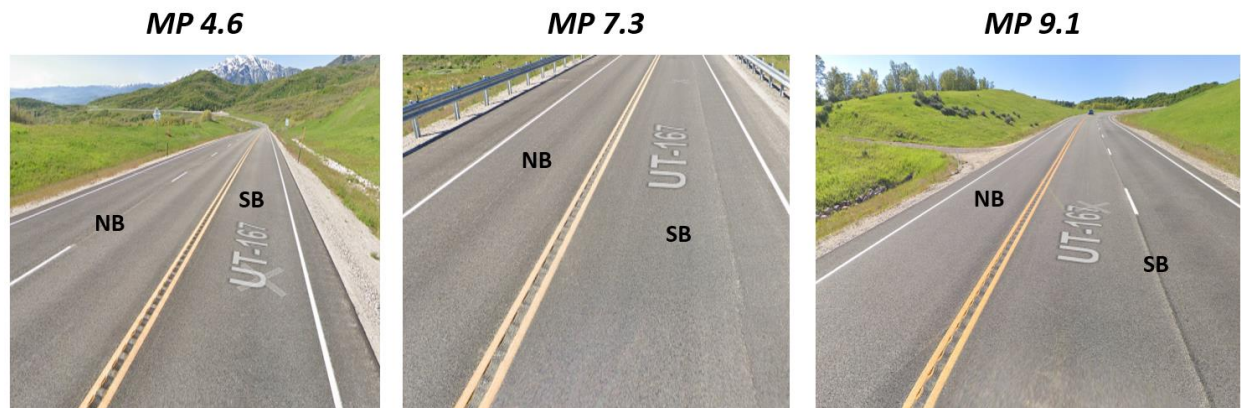 MP 4.6
MP 7.3
MP 9.1
NB
SB
UT-167
NB
SB
UT-167
NB
SB
UT-167